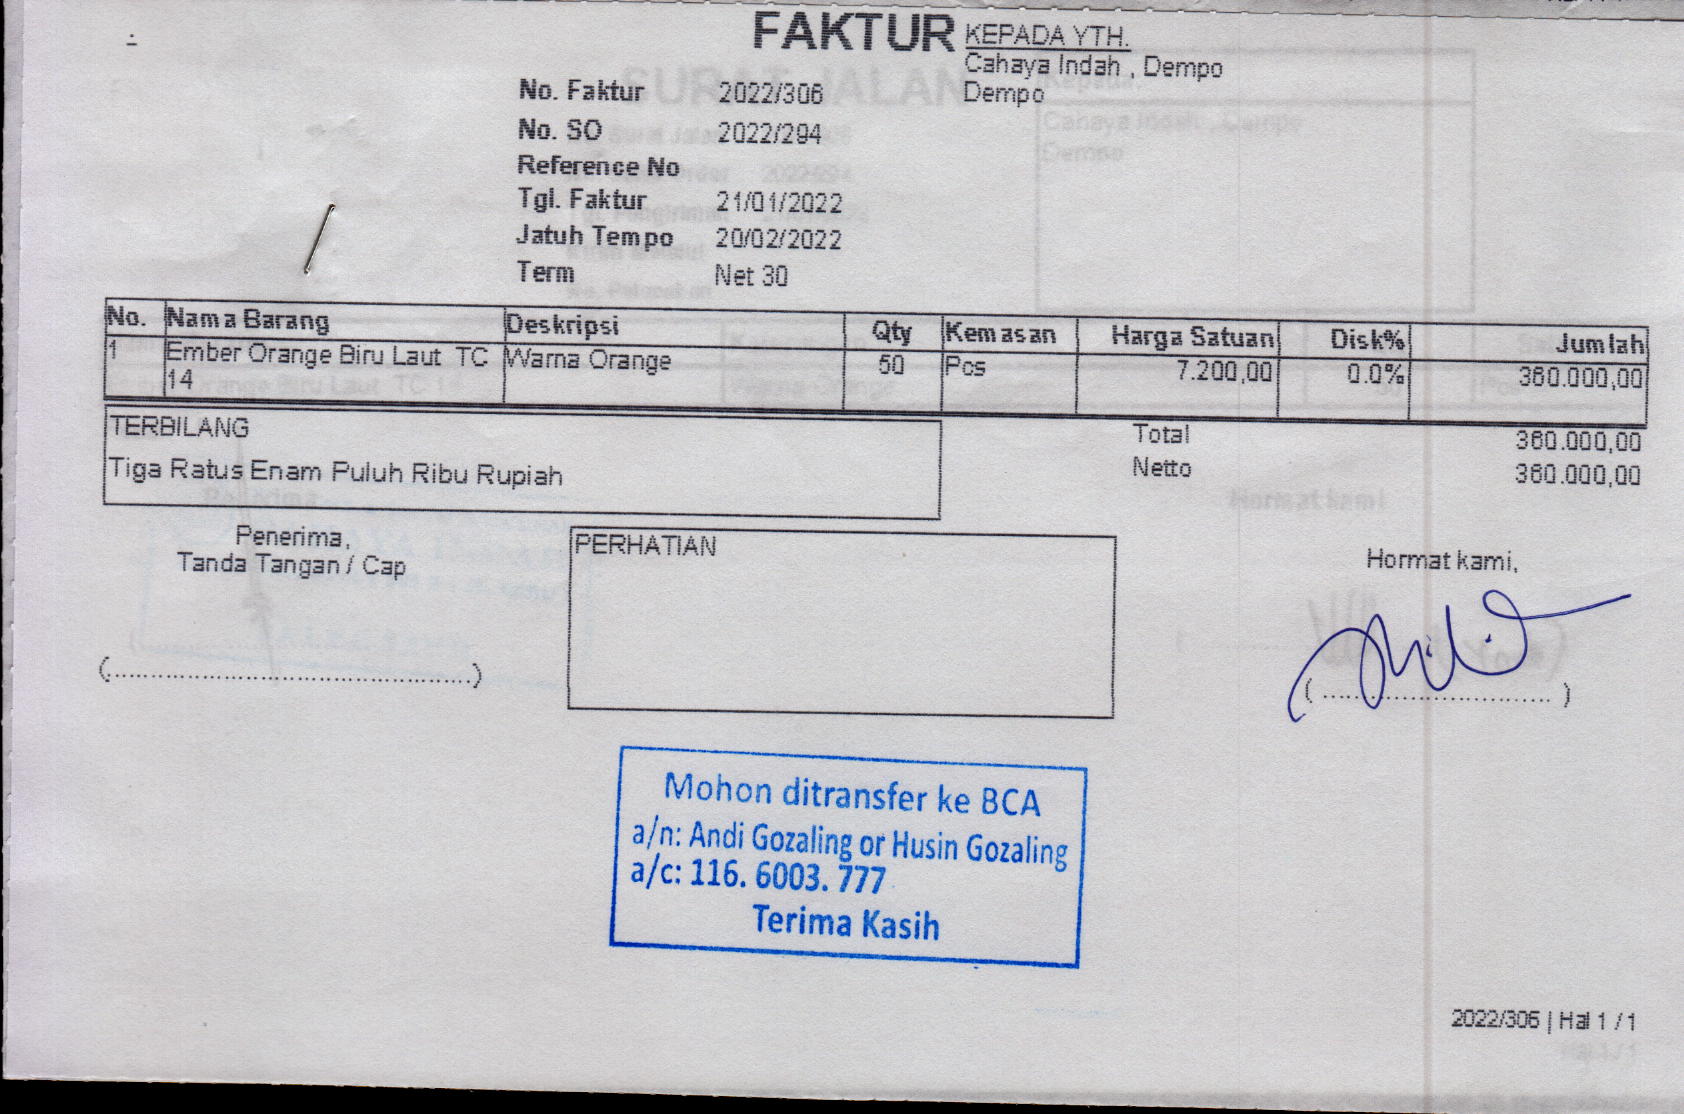 FAKTUR
KEPADA YTH.
Cahaya Indah , Dempo
Dempo
No. Faktur 2022/306
No. SO 2022/294
Reference No
Tgl. Faktur 21/01/2022
Jatuh Tempo 20/02/2022
Term Net 30
No. Nama Barang Deskripsi Qty Kemasan Harga Satuan Disk% Jumlah
1 Ember Orange Biru Laut TC Warna Orange 50 Pcs 7.200,00 0.0% 360.000,00
14
TERBILANG
Tiga Ratus Enam Puluh Ribu Rupiah
Total 360.000,00
Netto 360.000,00
Penerima,
Tanda Tangan / Cap
PERHATIAN
Hormat kami,
(................................................)
( .............................. )
Mohon ditransfer ke BCA
a/n: Andi Gozaling or Husin Gozaling
a/c: 116. 6003. 777
Terima Kasih
2022/306 | Hal 1 / 1